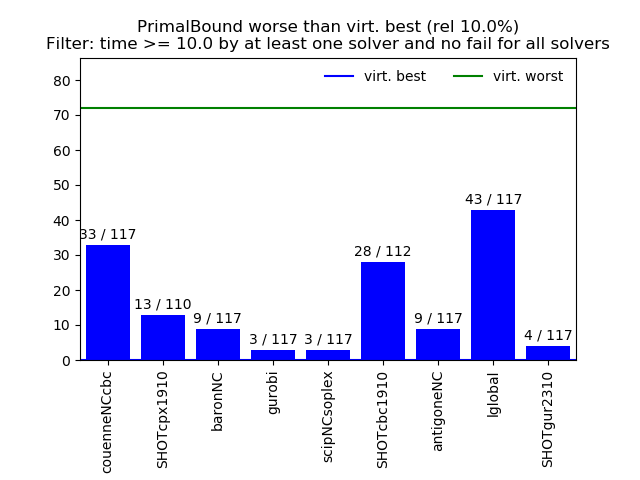 PrimalBound worse than virt. best (rel 10.0%)
Filter: time >= 10.0 by at least one solver and no fail for all solvers
virt. best
virt. worst
80
70
60
50
40
30
20
10
0
33 / 117
13 / 110
9 / 117
3 / 117
3 / 117
28 / 112
9 / 117
43 / 117
4 / 117
couenneNCcbc
SHOTcpx1910
baronNC
gurobi
scipNCsoplex
SHOTcbc1910
antigoneNC
lglobal
SHOTgur2310